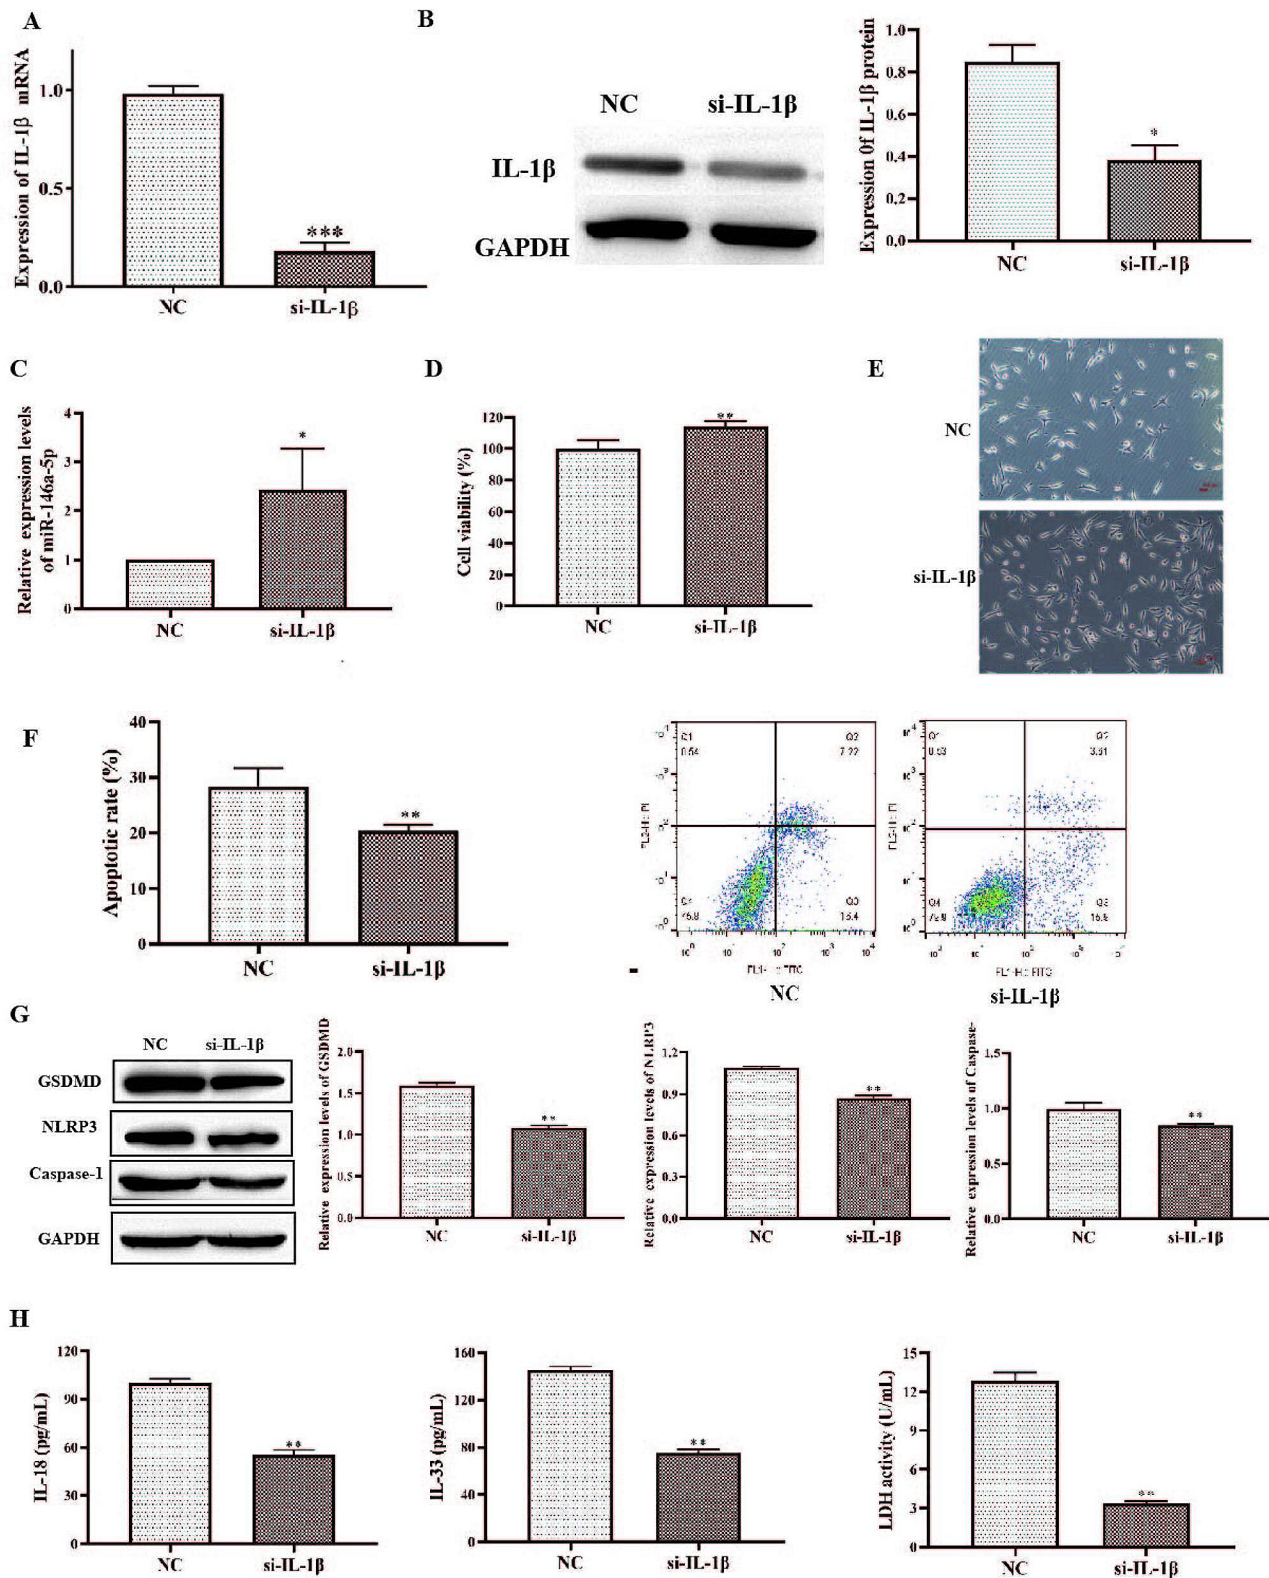 A
Expression of IL-1β mRNA
1.0
0.5
0.0
***
NC
si-IL-1β
B
NC
si-IL-1β
IL-1β
GAPDH
Expression 0f IL-1β protein
1.0
0.8
0.6
0.4
0.2
0.0
*
NC
si-IL-1β
C
Relative expression levels
of miR-146a-5p
4
3
2
1
0
*
NC
si-IL-1β
D
Cell viability (%)
120
100
80
60
40
20
0
**
NC
si-IL-1β
E
NC
si-IL-1β
F
Apoptotic rate (%)
40
30
20
10
0
**
NC
si-IL-1β
Q1
0.54
Q2
7.22
Q3
NC
Q2
Q4
Q3
si-IL-1β
G
NC
si-IL-1β
GSDMD
NLRP3
Caspase-1
GAPDH
Relative expression levels of GSDMD
2.0
1.5
1.0
0.5
0.0
**
NC
si-IL-1β
Relative expression levels of NLRP3
1.2
0.9
0.6
0.3
0.0
**
NC
si-IL-1β
Relative expression levels of Caspase-
1.5
1.0
0.5
0.0
**
NC
si-IL-1β
H
IL-18 (pg/mL)
120
90
60
30
0
**
NC
si-IL-1β
IL-33 (pg/mL)
160
120
80
40
0
**
NC
si-IL-1β
LDH activity (U/mL)
15
12
9
6
3
0
**
NC
si-IL-1β